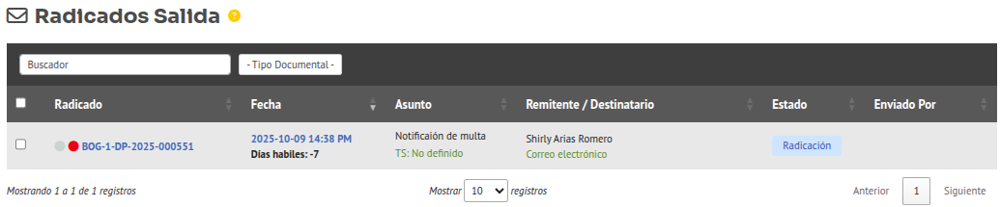 Radicados Salida ?
Buscador - Tipo Documental -
Radicado Fecha Asunto Remitente / Destinatario Estado Enviado Por
BOG-1-DP-2025-000551 2025-10-09 14:38 PM Notificaión de multa Shirly Arias Romero Radicación
Días habiles: -7 TS: No definido Correo electrónico
Mostrando 1 a 1 de 1 registros Mostrar 10 registros Anterior 1 Siguiente